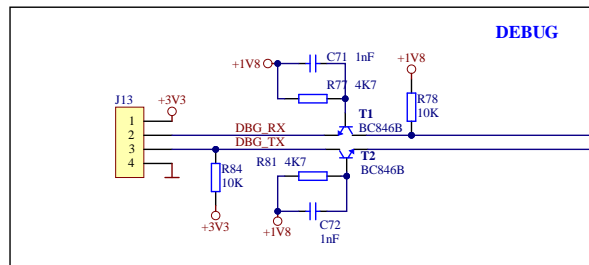 DEBUG
C71 1nF
+1V8
+1V8
R77 4K7
R78
10K
J13
+3V3
T1
BC846B
1
2
3
4
DBG_RX
DBG_TX
T2
BC846B
R84
10K
R81 4K7
+3V3
+1V8
C72
1nF